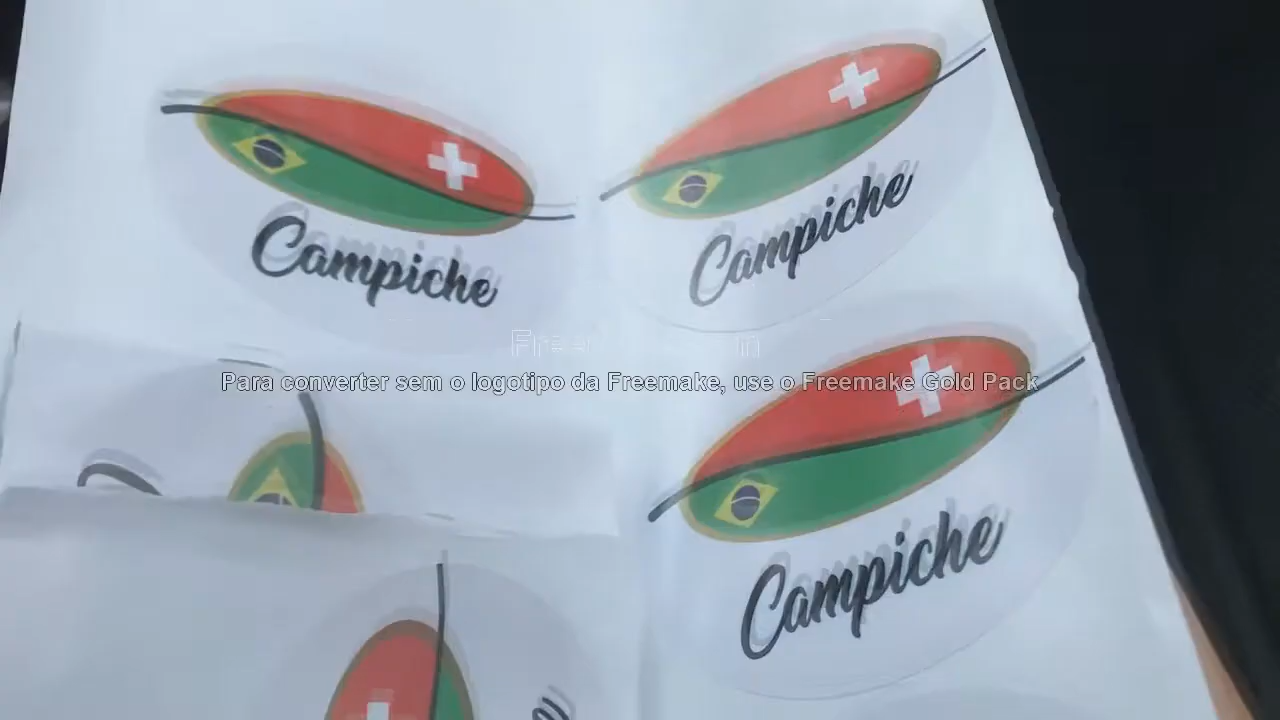 Campiche
Campiche
Para converter sem o logotipo da Freemake, use o Freemake Gold Pack
Campiche